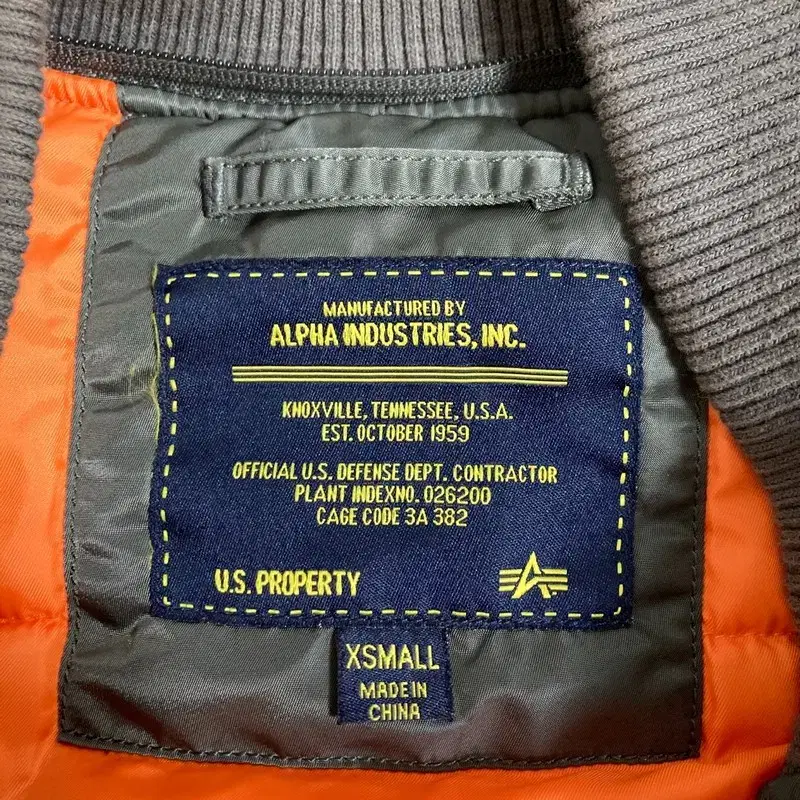 MANUFACTURED BY
ALPHA INDUSTRIES, INC.
KNOXVILLE, TENNESSEE, U.S.A.
EST. OCTOBER 1959
OFFICIAL U.S. DEFENSE DEPT. CONTRACTOR
PLANT INDEXNO. 026200
CAGE CODE 3A 382
U.S. PROPERTY
A
XSMALL
MADE IN
CHINA